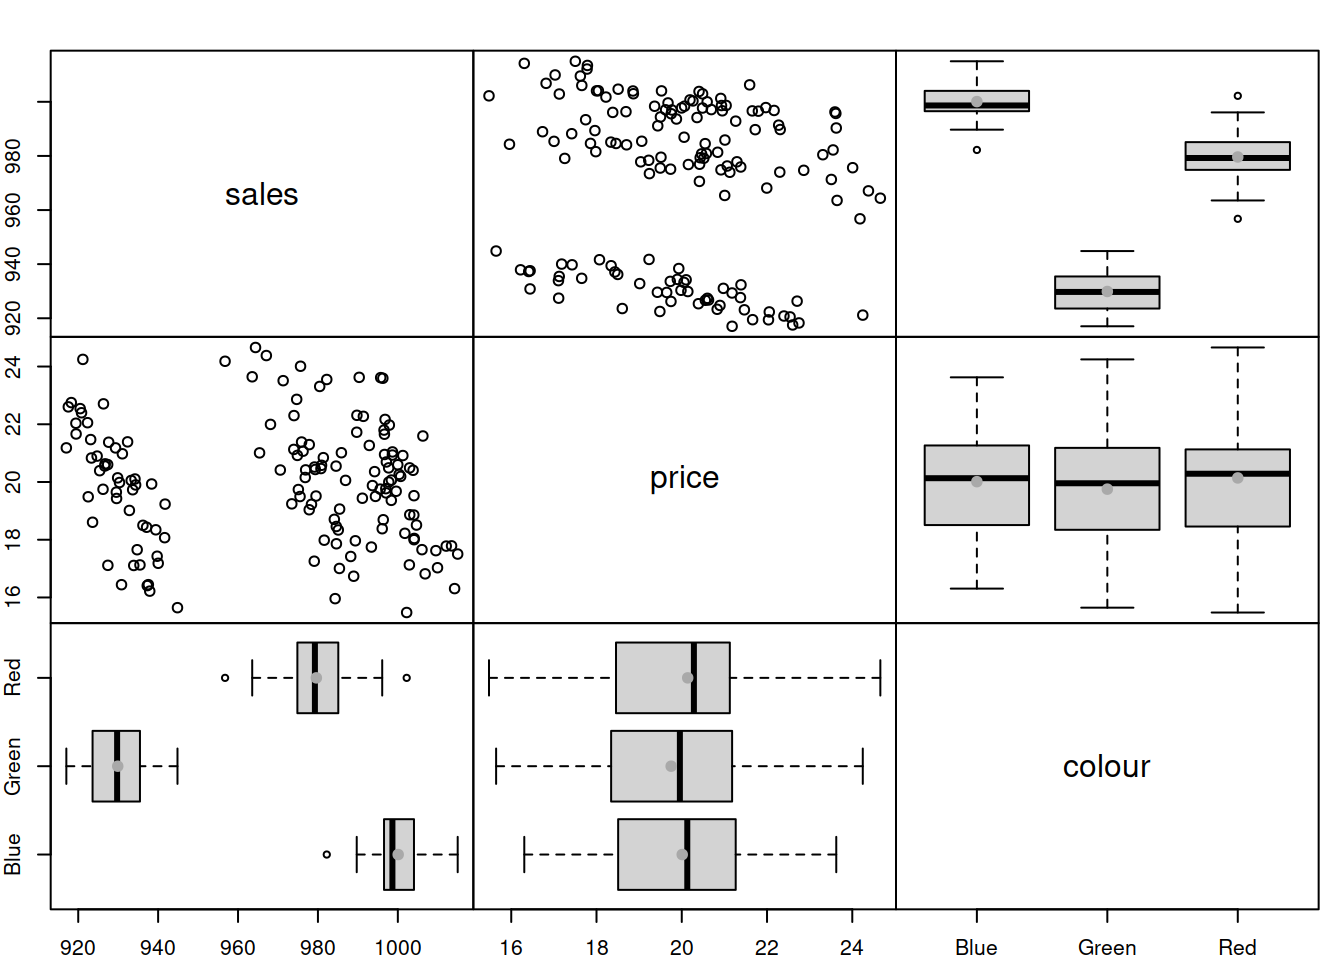 sales
980
960
940
920
24
22
20
18
16
price
Red
Green
Blue
colour
920 940 960 980 1000
16 18 20 22 24
Blue Green Red